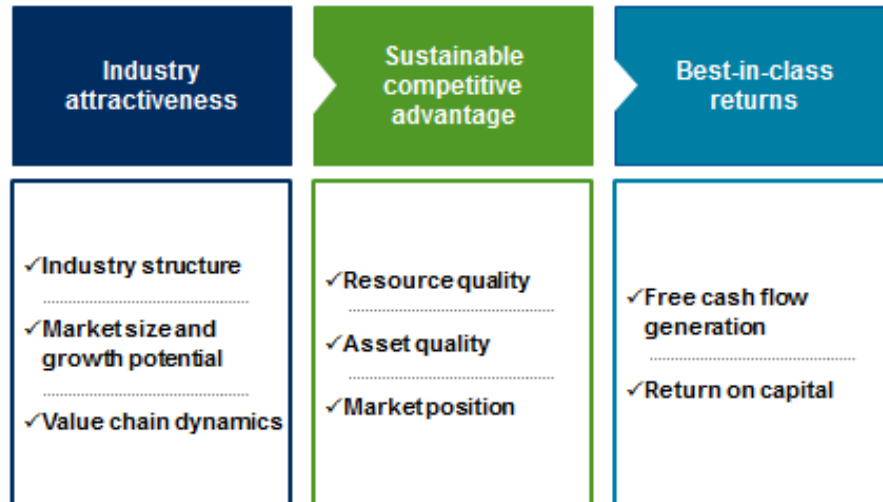 Industry
attractiveness
Sustainable
competitive
advantage
Best-in-class
returns
✓Industry structure
✓Market size and
growth potential
✓Value chain dynamics
✓Resource quality
✓Asset quality
✓Market position
✓Free cash flow
generation
✓Return on capital